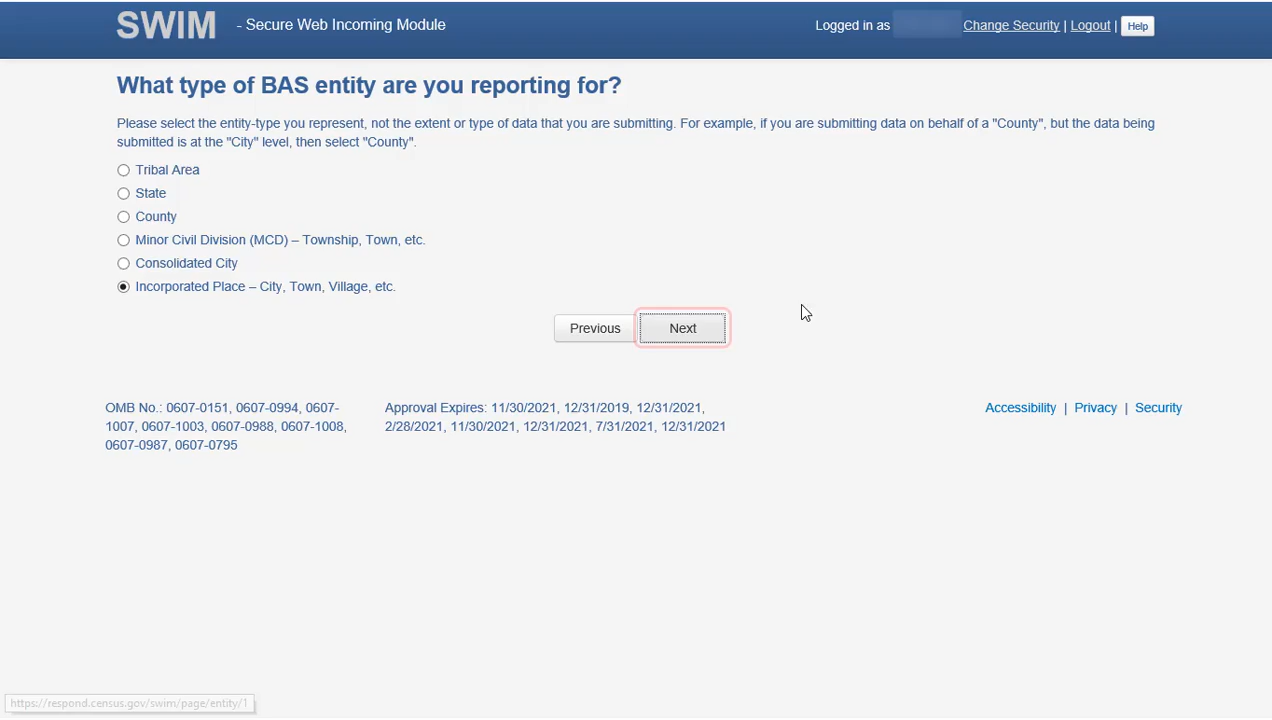 SWIM - Secure Web Incoming Module
Logged in as Change Security | Logout | Help
What type of BAS entity are you reporting for?
Please select the entity-type you represent, not the extent or type of data that you are submitting. For example, if you are submitting data on behalf of a "County", but the data being
submitted is at the "City" level, then select "County".
Tribal Area
State
County
Minor Civil Division (MCD) – Township, Town, etc.
Consolidated City
Incorporated Place – City, Town, Village, etc.
Previous Next
OMB No.: 0607-0151, 0607-0994, 0607-
1007, 0607-1003, 0607-0988, 0607-1008,
0607-0987, 0607-0795
Approval Expires: 11/30/2021, 12/31/2019, 12/31/2021,
2/28/2021, 11/30/2021, 12/31/2021, 7/31/2021, 12/31/2021
Accessibility | Privacy | Security
https://respond.census.gov/swim/page/entity/1